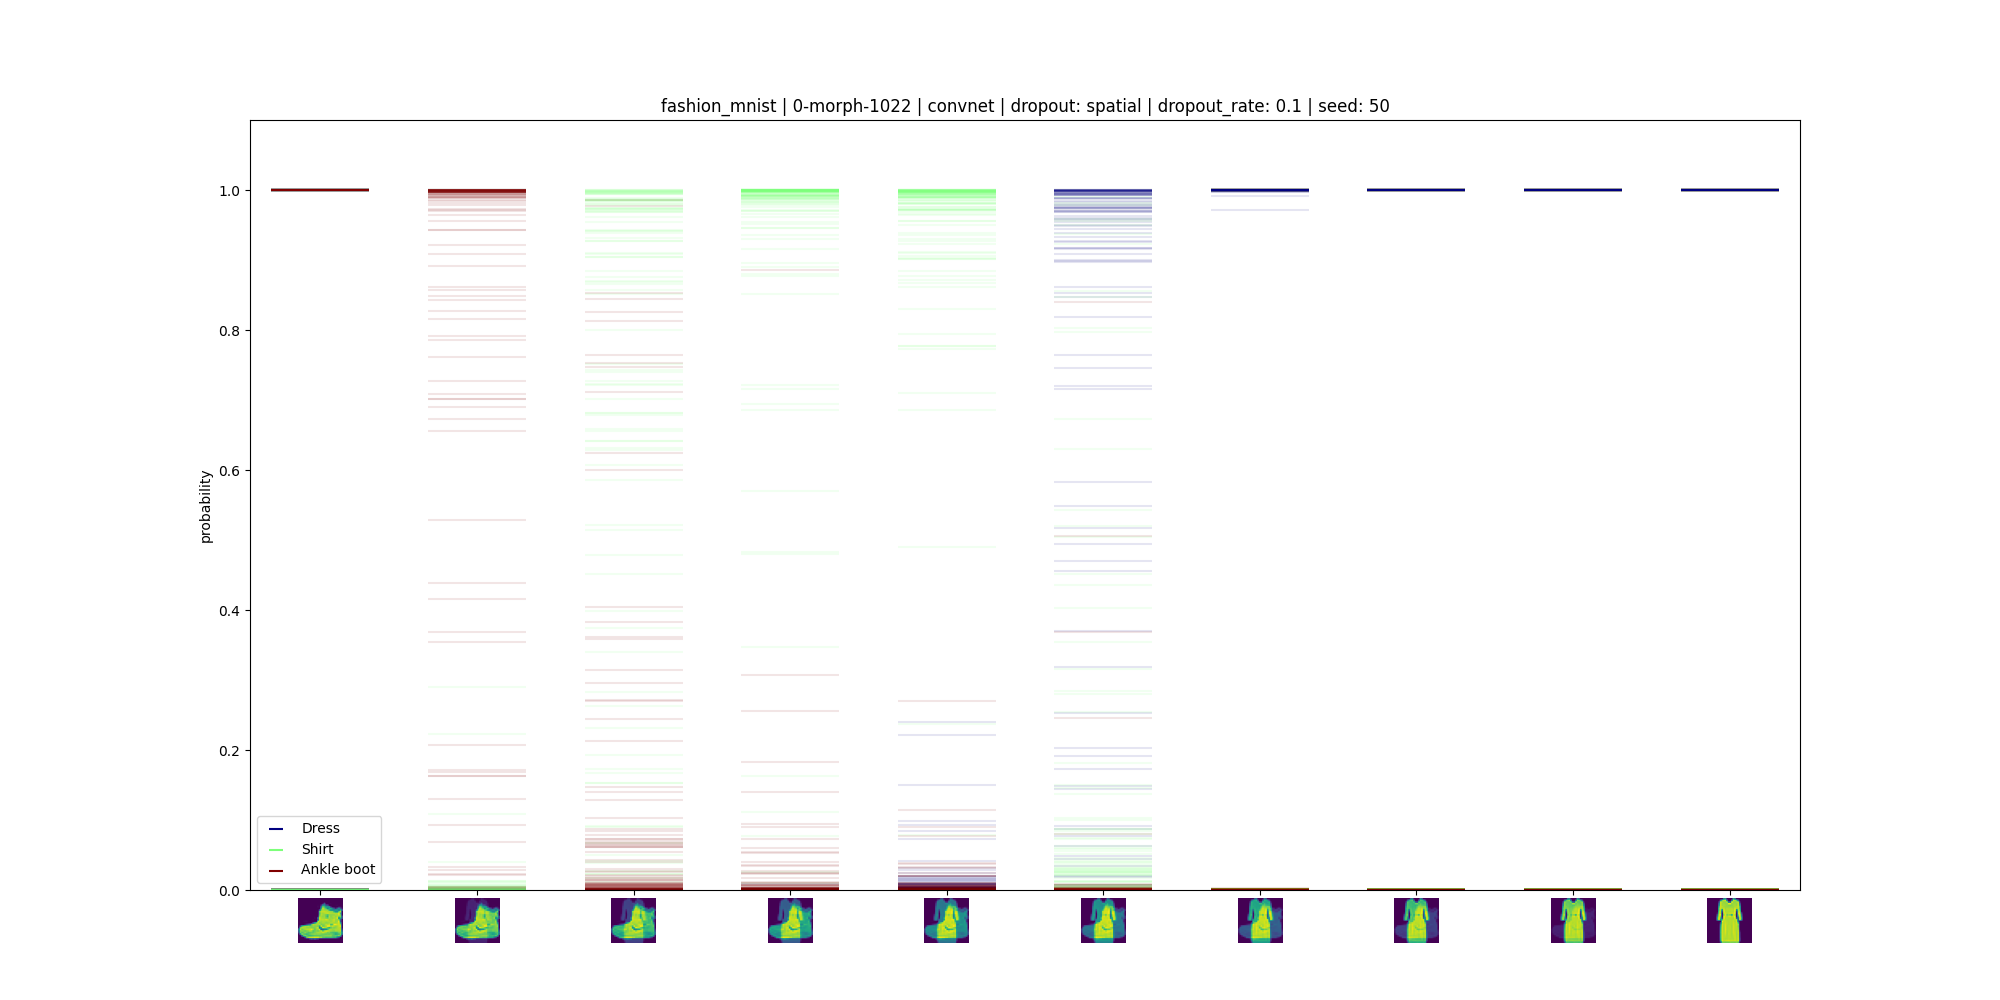 fashion_mnist | 0-morph-1022 | convnet | dropout: spatial | dropout_rate: 0.1 | seed: 50
1.0
0.8
0.6
0.4
0.2
0.0
probability
Dress
Shirt
Ankle boot